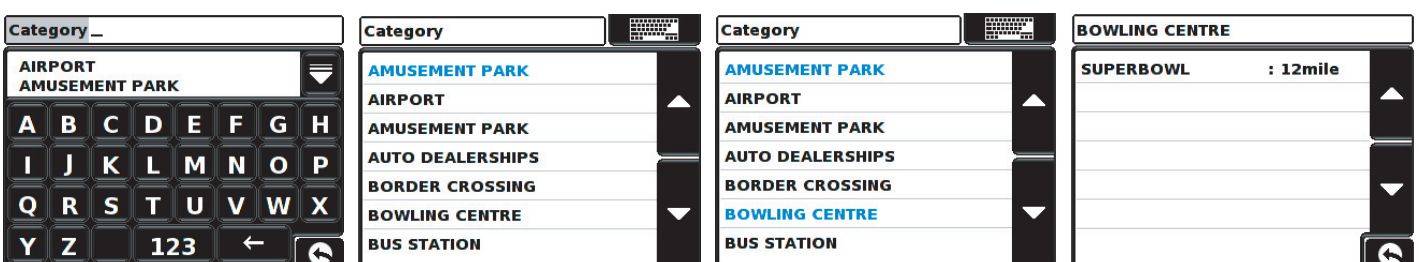 Category_
AIRPORT
AMUSEMENT PARK
A B C D E F G H
I J K L M N O P
Q R S T U V W X
Y Z 123 ←
Category
AMUSEMENT PARK
AIRPORT
AMUSEMENT PARK
AUTO DEALERSHIPS
BORDER CROSSING
BOWLING CENTRE
BUS STATION
Category
AMUSEMENT PARK
AIRPORT
AMUSEMENT PARK
AUTO DEALERSHIPS
BORDER CROSSING
BOWLING CENTRE
BUS STATION
BOWLING CENTRE
SUPERBOWL : 12mile